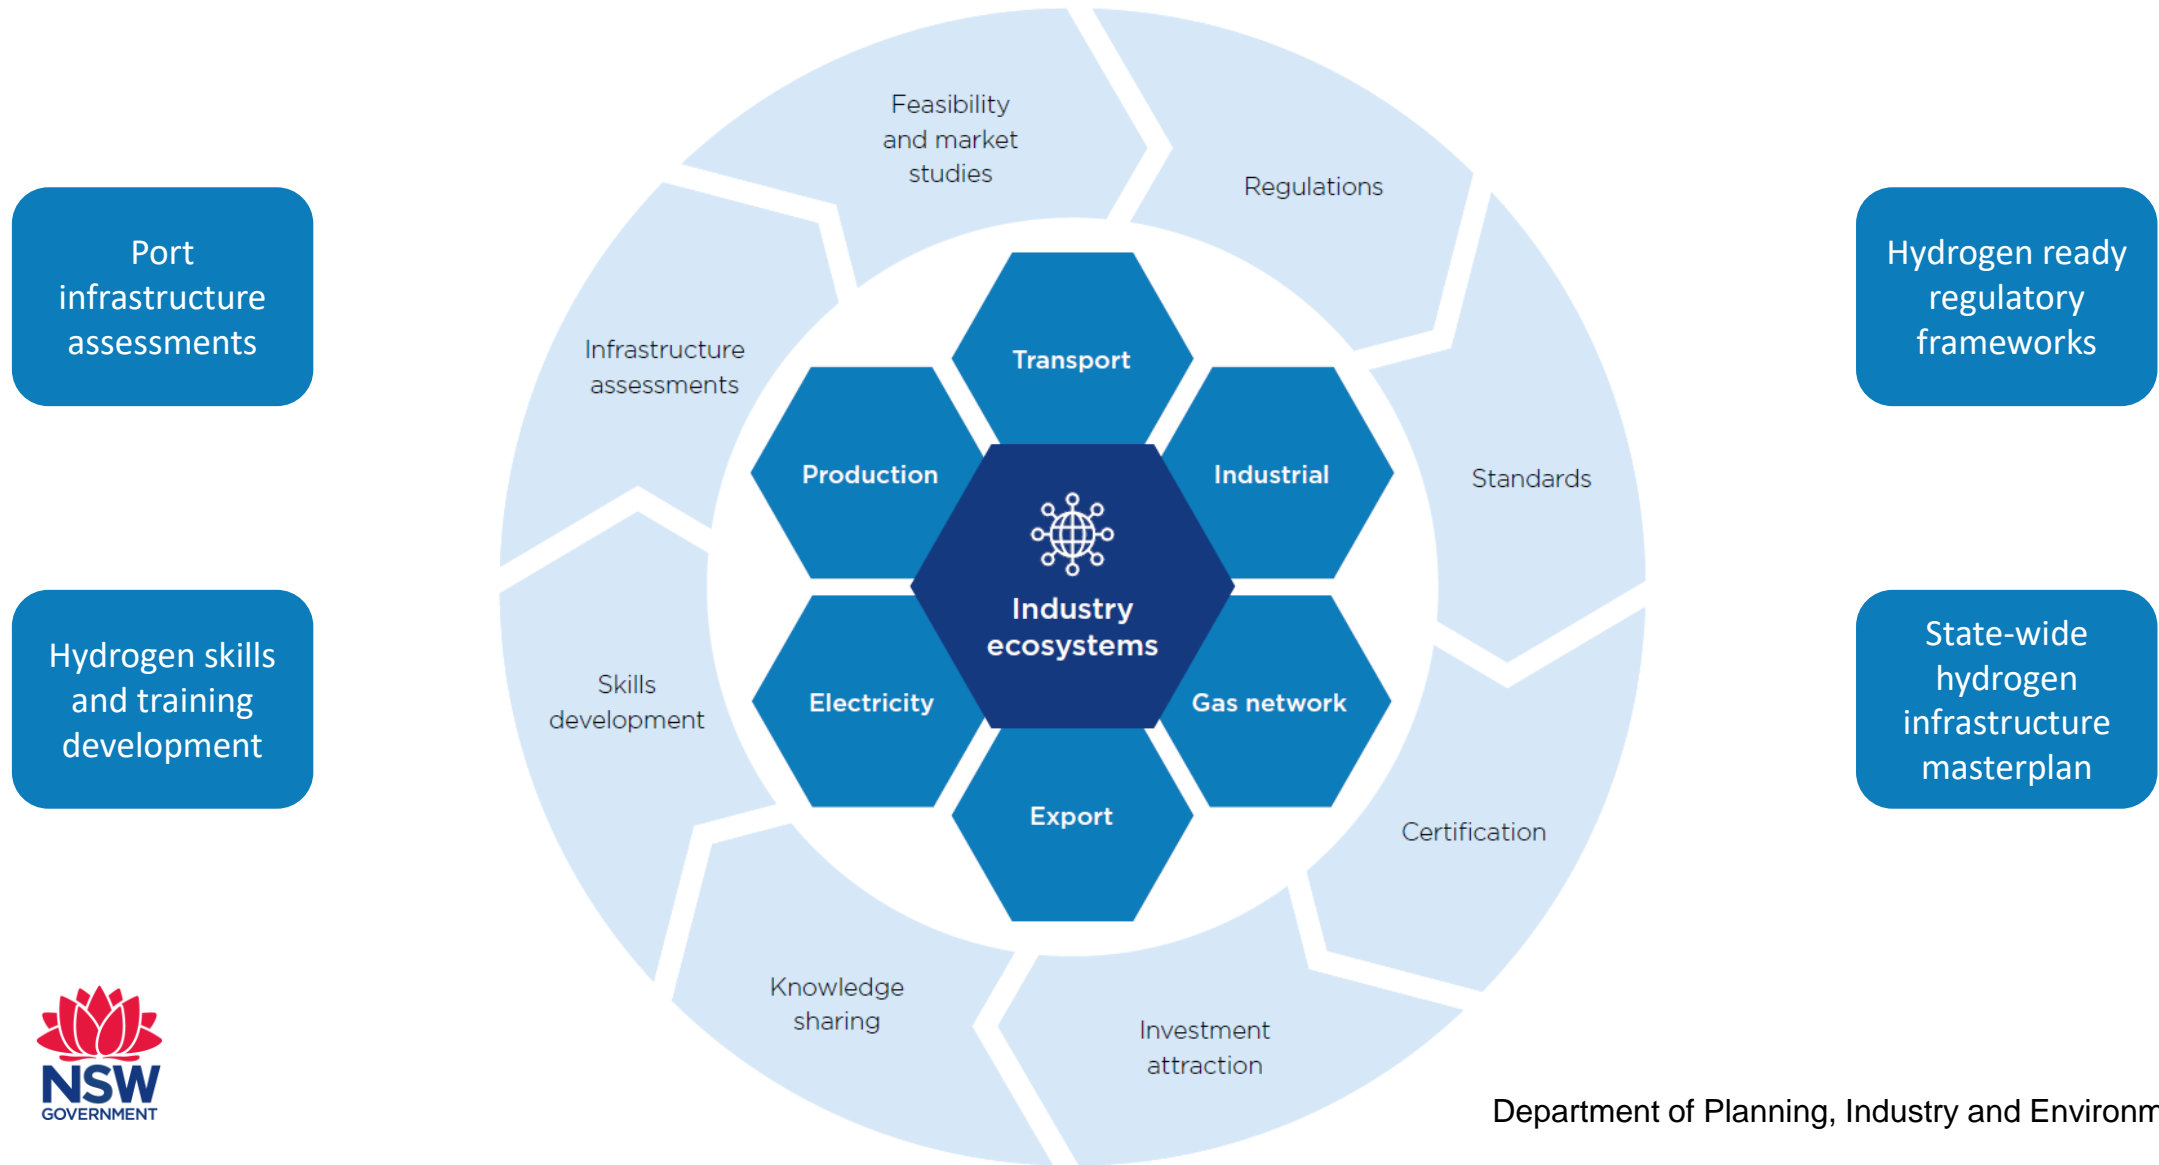 Feasibility
and market
studies
Regulations
Port
infrastructure
assessments
Hydrogen ready
regulatory
frameworks
Infrastructure
assessments
Transport
Production
Industrial
Standards
Industry
ecosystems
Hydrogen skills
and training
development
Skills
development
Electricity
Gas network
State-wide
hydrogen
infrastructure
masterplan
Export
Certification
Knowledge
sharing
Investment
attraction
NSW
GOVERNMENT
Department of Planning, Industry and Environm